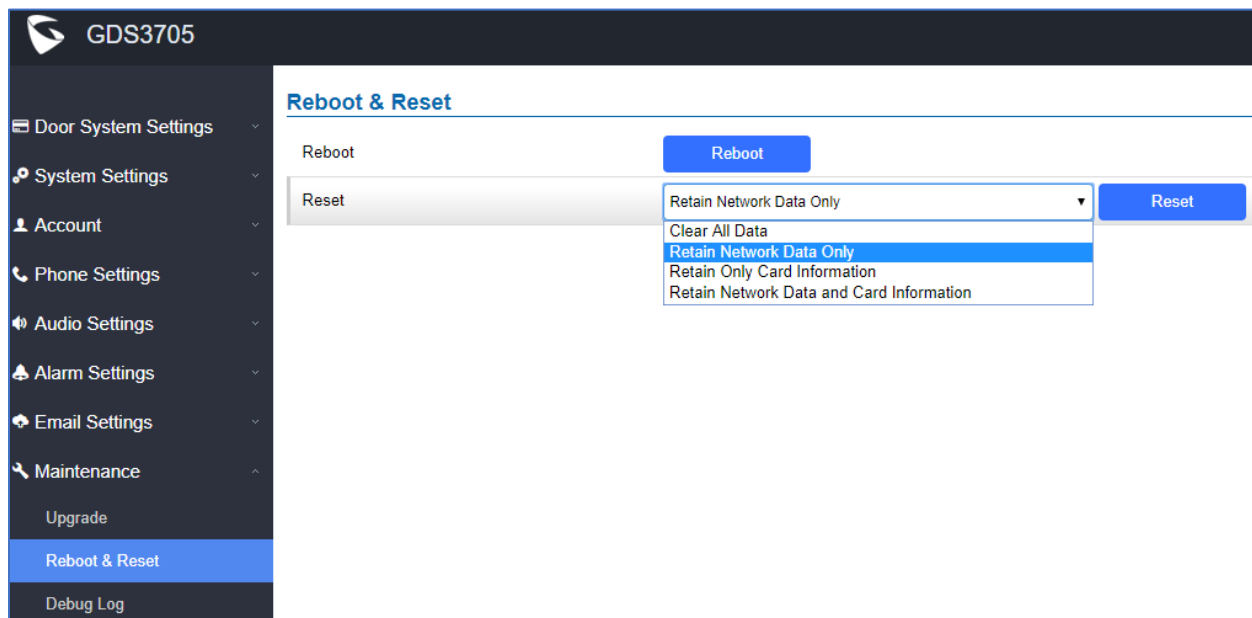 GDS3705
Door System Settings
System Settings
Account
Phone Settings
Audio Settings
Alarm Settings
Email Settings
Maintenance
Upgrade
Reboot & Reset
Debug Log
Reboot & Reset
Reboot Reboot
Reset Retain Network Data Only Reset
Clear All Data
Retain Network Data Only
Retain Only Card Information
Retain Network Data and Card Information